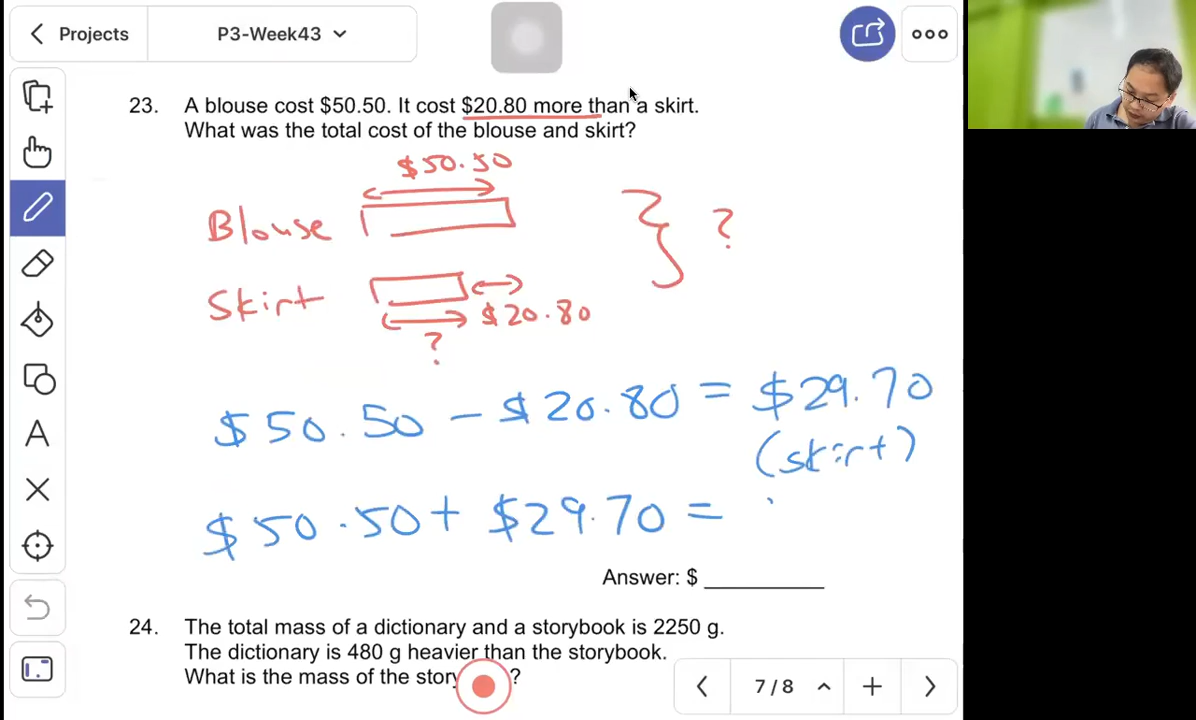 Projects
P3-Week43
23. A blouse cost $50.50. It cost $20.80 more than a skirt.
What was the total cost of the blouse and skirt?
$50.50
Blouse
?
Skirt
$20.80
?
$50.50 - $20.80 = $29.70
(skirt)
$50.50 + $29.70 =
Answer: $ __________
24. The total mass of a dictionary and a storybook is 2250 g.
The dictionary is 480 g heavier than the storybook.
What is the mass of the story ?
7 / 8